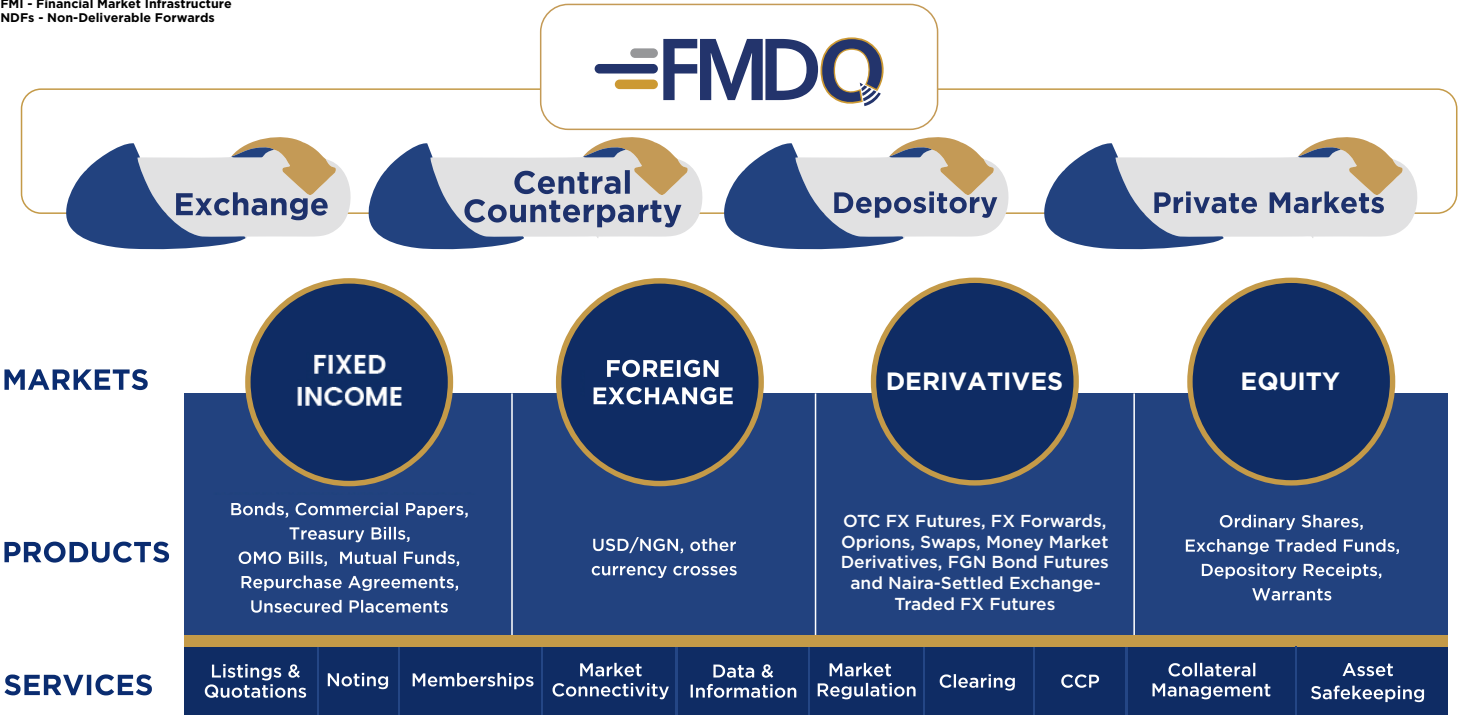 FMI - Financial Market Infrastructure
NDFs - Non-Deliverable Forwards
FMDQ
Exchange
Central
Counterparty
Depository
Private Markets
MARKETS
FIXED
INCOME
FOREIGN
EXCHANGE
DERIVATIVES
EQUITY
PRODUCTS
Bonds, Commercial Papers,
Treasury Bills,
OMO Bills, Mutual Funds,
Repurchase Agreements,
Unsecured Placements
USD/NGN, other
currency crosses
OTC FX Futures, FX Forwards,
Oprions, Swaps, Money Market
Derivatives, FGN Bond Futures
and Naira-Settled Exchange-
Traded FX Futures
Ordinary Shares,
Exchange Traded Funds,
Depository Receipts,
Warrants
SERVICES
Listings &
Quotations
Noting
Memberships
Market
Connectivity
Data &
Information
Market
Regulation
Clearing
CCP
Collateral
Management
Asset
Safekeeping